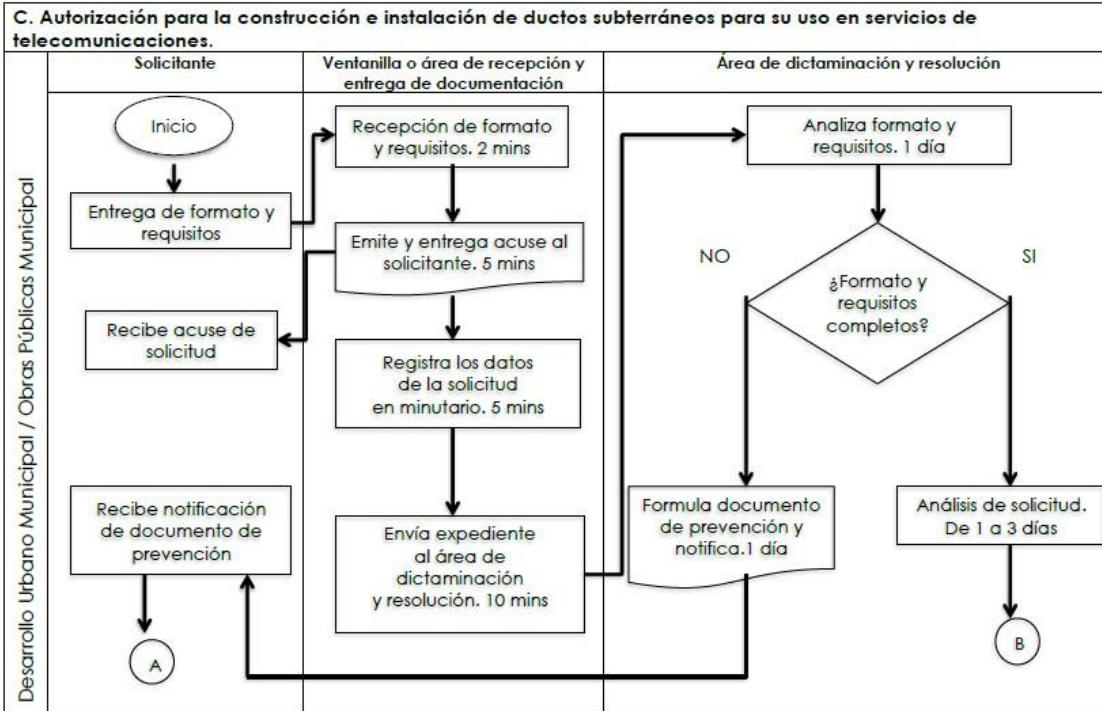 C. Autorización para la construcción e instalación de ductos subterráneos para su uso en servicios de
telecomunicaciones.
Desarrollo Urbano Municipal / Obras Públicas Municipal
Solicitante
Ventanilla o área de recepción y
entrega de documentación
Área de dictaminación y resolución
Inicio
Entrega de formato y
requisitos
Recibe acuse de
solicitud
Recibe notificación
de documento de
prevención
A
Recepción de formato
y requisitos. 2 mins
Emite y entrega acuse al
solicitante. 5 mins
Registra los datos
de la solicitud
en minutario. 5 mins
Envía expediente
al área de
dictaminación
y resolución. 10 mins
Analiza formato y
requisitos. 1 día
NO
SI
¿Formato y
requisitos
completos?
Formula documento
de prevención y
notifica.1 día
Análisis de solicitud.
De 1 a 3 días
B